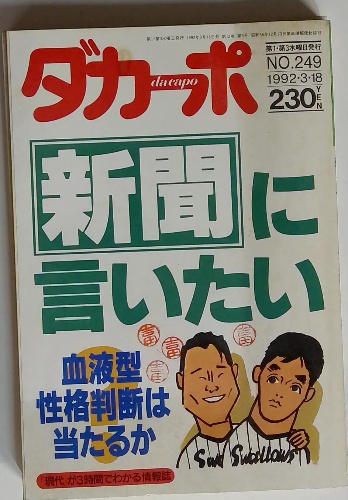 第1・第3水曜日発行
ダカーポ
da capo
NO.249
1992・3・18
230YEN
新聞に
言いたい
血液型
性格判断は
当たるか
Sun Swallows
「現代」が3時間でわかる情報誌